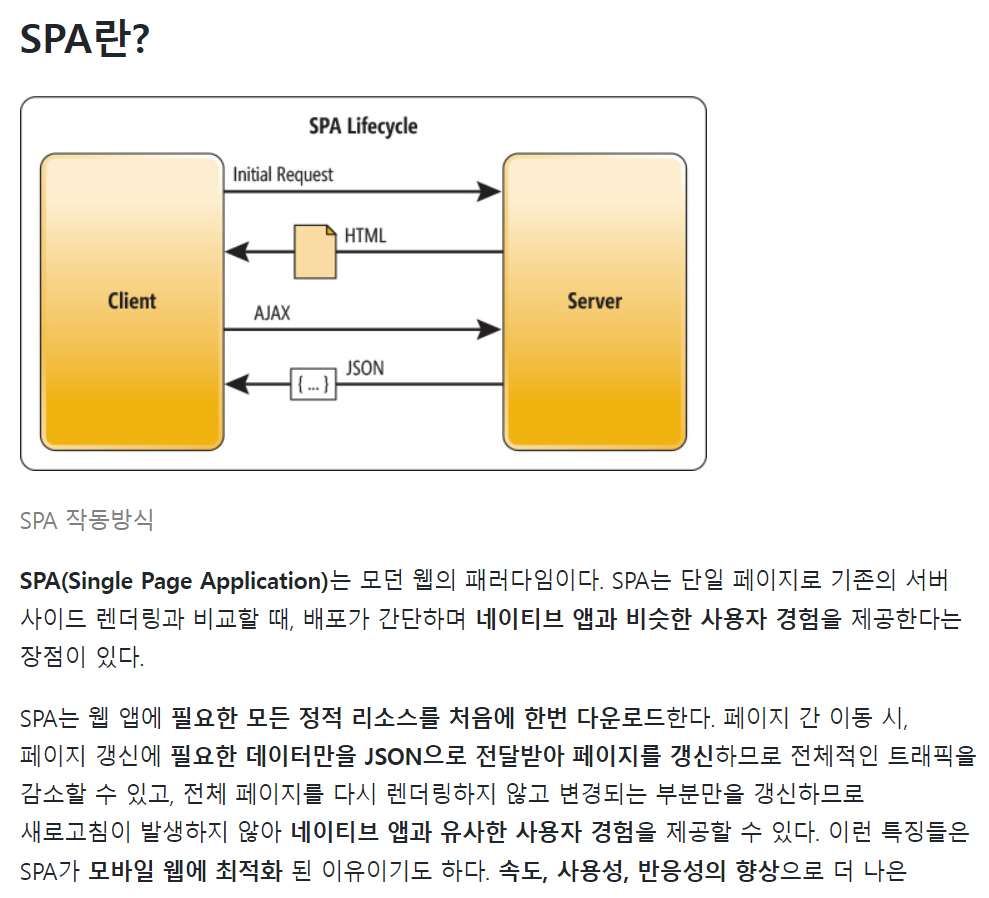 SPA란?
SPA Lifecycle
Initial Request
HTML
Client
Server
AJAX
JSON
{ ... }
SPA 작동방식
SPA(Single Page Application)는 모던 웹의 패러다임이다. SPA는 단일 페이지로 기존의 서버
사이드 렌더링과 비교할 때, 배포가 간단하며 네이티브 앱과 비슷한 사용자 경험을 제공한다는
장점이 있다.
SPA는 웹 앱에 필요한 모든 정적 리소스를 처음에 한번 다운로드한다. 페이지 간 이동 시,
페이지 갱신에 필요한 데이터만을 JSON으로 전달받아 페이지를 갱신하므로 전체적인 트래픽을
감소할 수 있고, 전체 페이지를 다시 렌더링하지 않고 변경되는 부분만을 갱신하므로
새로고침이 발생하지 않아 네이티브 앱과 유사한 사용자 경험을 제공할 수 있다. 이런 특징들은
SPA가 모바일 웹에 최적화 된 이유이기도 하다. 속도, 사용성, 반응성의 향상으로 더 나은